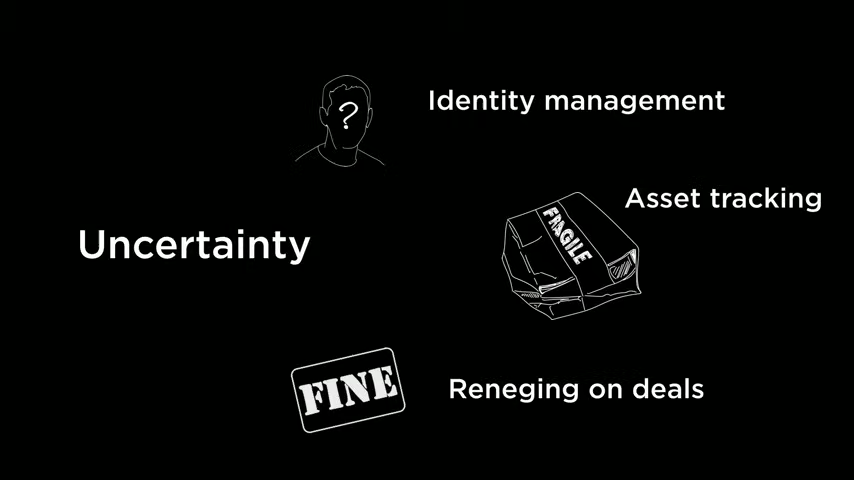 ?
Identity management
Asset tracking
FRAGILE
Uncertainty
FINE
Reneging on deals